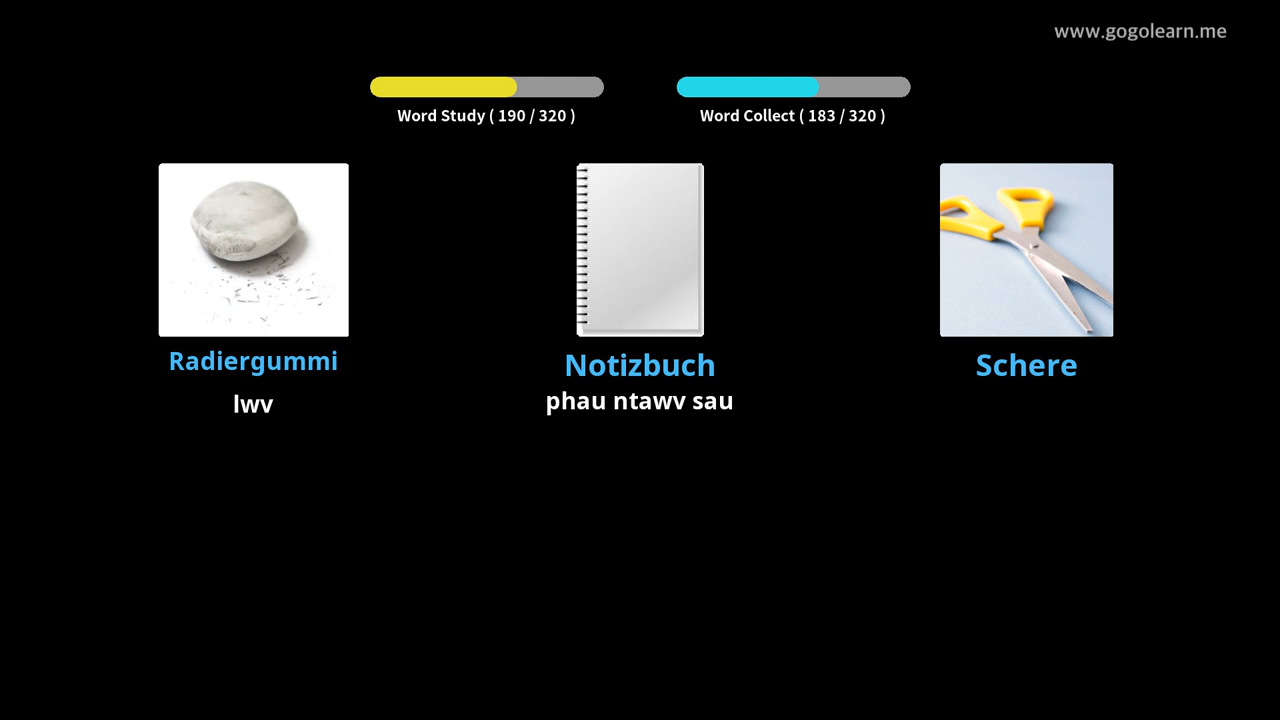 www.gogolearn.me
Word Study ( 190 / 320 )
Word Collect ( 183 / 320 )
Radiergummi
Notizbuch
Schere
lwv
phau ntawv sau